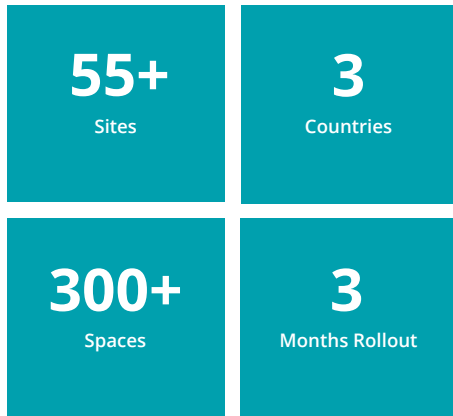 55+
Sites
3
Countries
300+
Spaces
3
Months Rollout